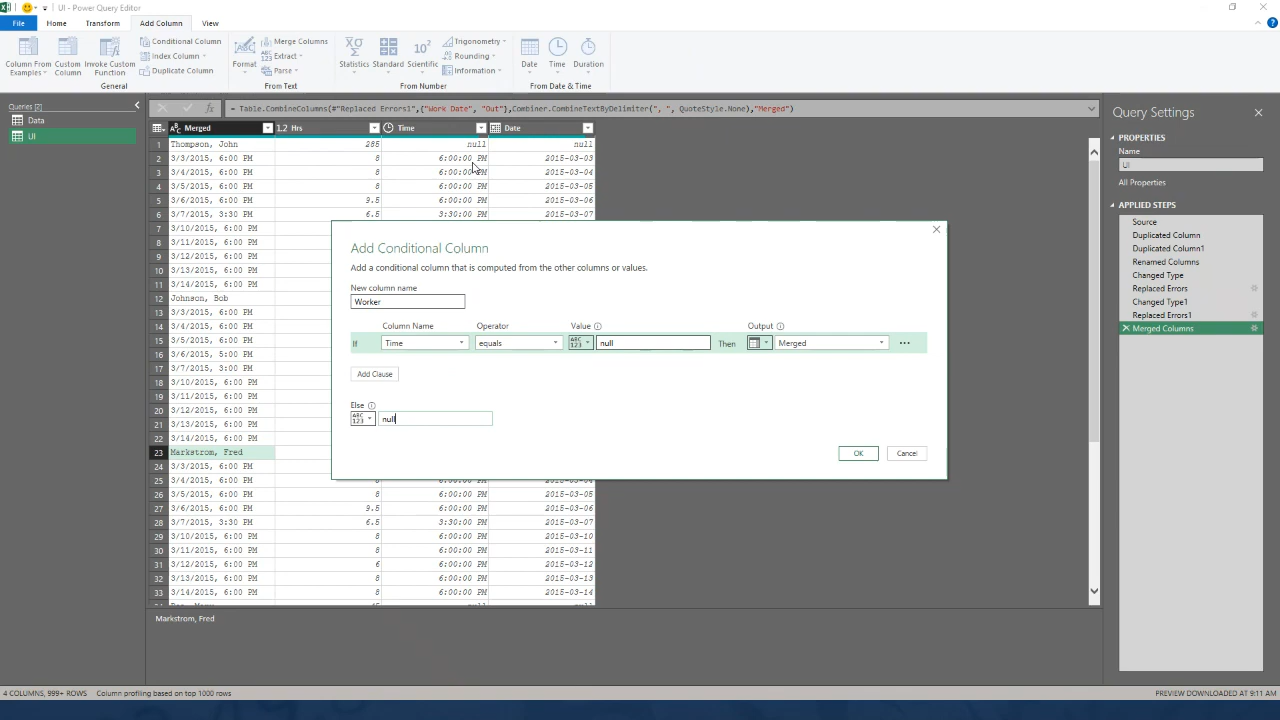 UI - Power Query Editor
File Home Transform Add Column View
Column From Examples Custom Column Invoke Custom Function Conditional Column Index Column Duplicate Column General
Format Merge Columns Extract Parse From Text
Statistics Standard Scientific Trigonometry Rounding Information From Number
Date Time Duration From Date & Time
Queries [2]
Data
UI
= Table.CombineColumns(#"Replaced Errors1",{"Work Date", "Out"},Combiner.CombineTextByDelimiter(", ", QuoteStyle.None),"Merged")
Merged 1.2 Hrs Time Date
1 Thompson, John 285 null null
2 3/3/2015, 6:00 PM 8 6:00:00 PM 2015-03-03
3 3/4/2015, 6:00 PM 8 6:00:00 PM 2015-03-04
4 3/5/2015, 6:00 PM 8 6:00:00 PM 2015-03-05
5 3/6/2015, 6:00 PM 9.5 6:00:00 PM 2015-03-06
6 3/7/2015, 3:30 PM 6.5 3:30:00 PM 2015-03-07
7 3/10/2015, 6:00 PM
8 3/11/2015, 6:00 PM
9 3/12/2015, 6:00 PM
10 3/13/2015, 6:00 PM
11 3/14/2015, 6:00 PM
12 Johnson, Bob
13 3/3/2015, 6:00 PM
14 3/4/2015, 6:00 PM
15 3/5/2015, 5:00 PM
16 3/6/2015, 5:00 PM
17 3/7/2015, 3:00 PM
18 3/10/2015, 6:00 PM
19 3/11/2015, 6:00 PM
20 3/12/2015, 6:00 PM
21 3/13/2015, 6:00 PM
22 3/14/2015, 6:00 PM
23 Markstrom, Fred
24 3/3/2015, 6:00 PM
25 3/4/2015, 6:00 PM 8 6:00:00 PM 2015-03-04
26 3/5/2015, 6:00 PM 8 6:00:00 PM 2015-03-05
27 3/6/2015, 6:00 PM 9.5 6:00:00 PM 2015-03-06
28 3/7/2015, 3:30 PM 6.5 3:30:00 PM 2015-03-07
29 3/10/2015, 6:00 PM 8 6:00:00 PM 2015-03-10
30 3/11/2015, 6:00 PM 8 6:00:00 PM 2015-03-11
31 3/12/2015, 6:00 PM 6 6:00:00 PM 2015-03-12
32 3/13/2015, 6:00 PM 8 6:00:00 PM 2015-03-13
33 3/14/2015, 6:00 PM 8 6:00:00 PM 2015-03-14
Add Conditional Column
Add a conditional column that is computed from the other columns or values.
New column name
Worker
Column Name Operator Value Output
If Time equals ABC 123 null Then Merged ...
Add Clause
Else
ABC 123 null
OK Cancel
Markstrom, Fred
Query Settings
PROPERTIES
Name
UI
All Properties
APPLIED STEPS
Source
Duplicated Column
Duplicated Column1
Renamed Columns
Changed Type
Replaced Errors
Changed Type1
Replaced Errors1
Merged Columns
4 COLUMNS, 999+ ROWS Column profiling based on top 1000 rows PREVIEW DOWNLOADED AT 9:11 AM